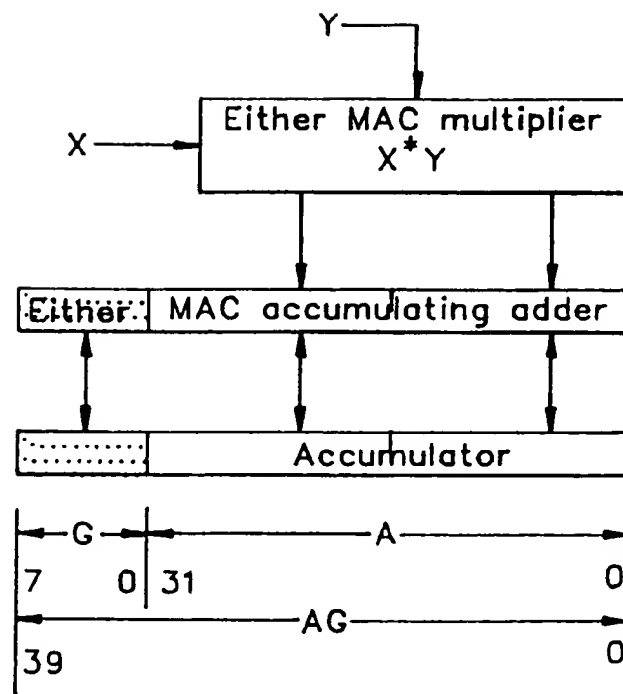 Y
Either MAC multiplier
X
X*Y
Either MAC accumulating adder
Accumulator
G A
7 0 31 0
AG
39 0